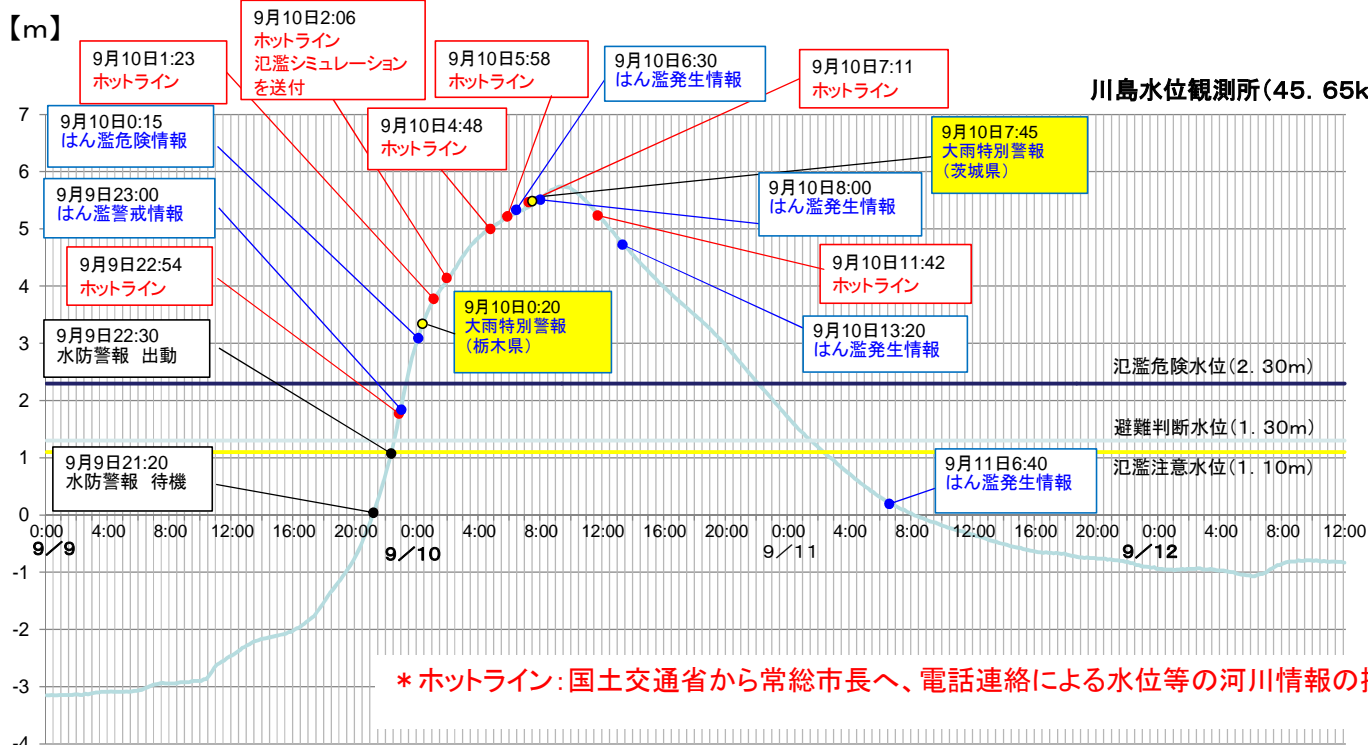 【m】
9月10日1:23
ホットライン
9月10日2:06
ホットライン
氾濫シミュレーション
を送付
9月10日5:58
ホットライン
9月10日6:30
はん濫発生情報
9月10日7:11
ホットライン
川島水位観測所(45.65k
9月10日0:15
はん濫危険情報
9月10日4:48
ホットライン
9月10日7:45
大雨特別警報
(茨城県)
9月9日23:00
はん濫警戒情報
9月10日8:00
はん濫発生情報
9月9日22:54
ホットライン
9月10日11:42
ホットライン
9月10日0:20
大雨特別警報
(栃木県)
9月9日22:30
水防警報 出動
9月10日13:20
はん濫発生情報
氾濫危険水位(2.30m)
避難判断水位(1.30m)
9月9日21:20
水防警報 待機
9月11日6:40
はん濫発生情報
氾濫注意水位(1.10m)
7
6
5
4
3
2
1
0
-1
-2
-3
-4
0:00 4:00 8:00 12:00 16:00 20:00 0:00 4:00 8:00 12:00 16:00 20:00 0:00 4:00 8:00 12:00 16:00 20:00 0:00 4:00 8:00 12:00
9/9 9/10 9/11 9/12
*ホットライン:国土交通省から常総市長へ、電話連絡による水位等の河川情報の